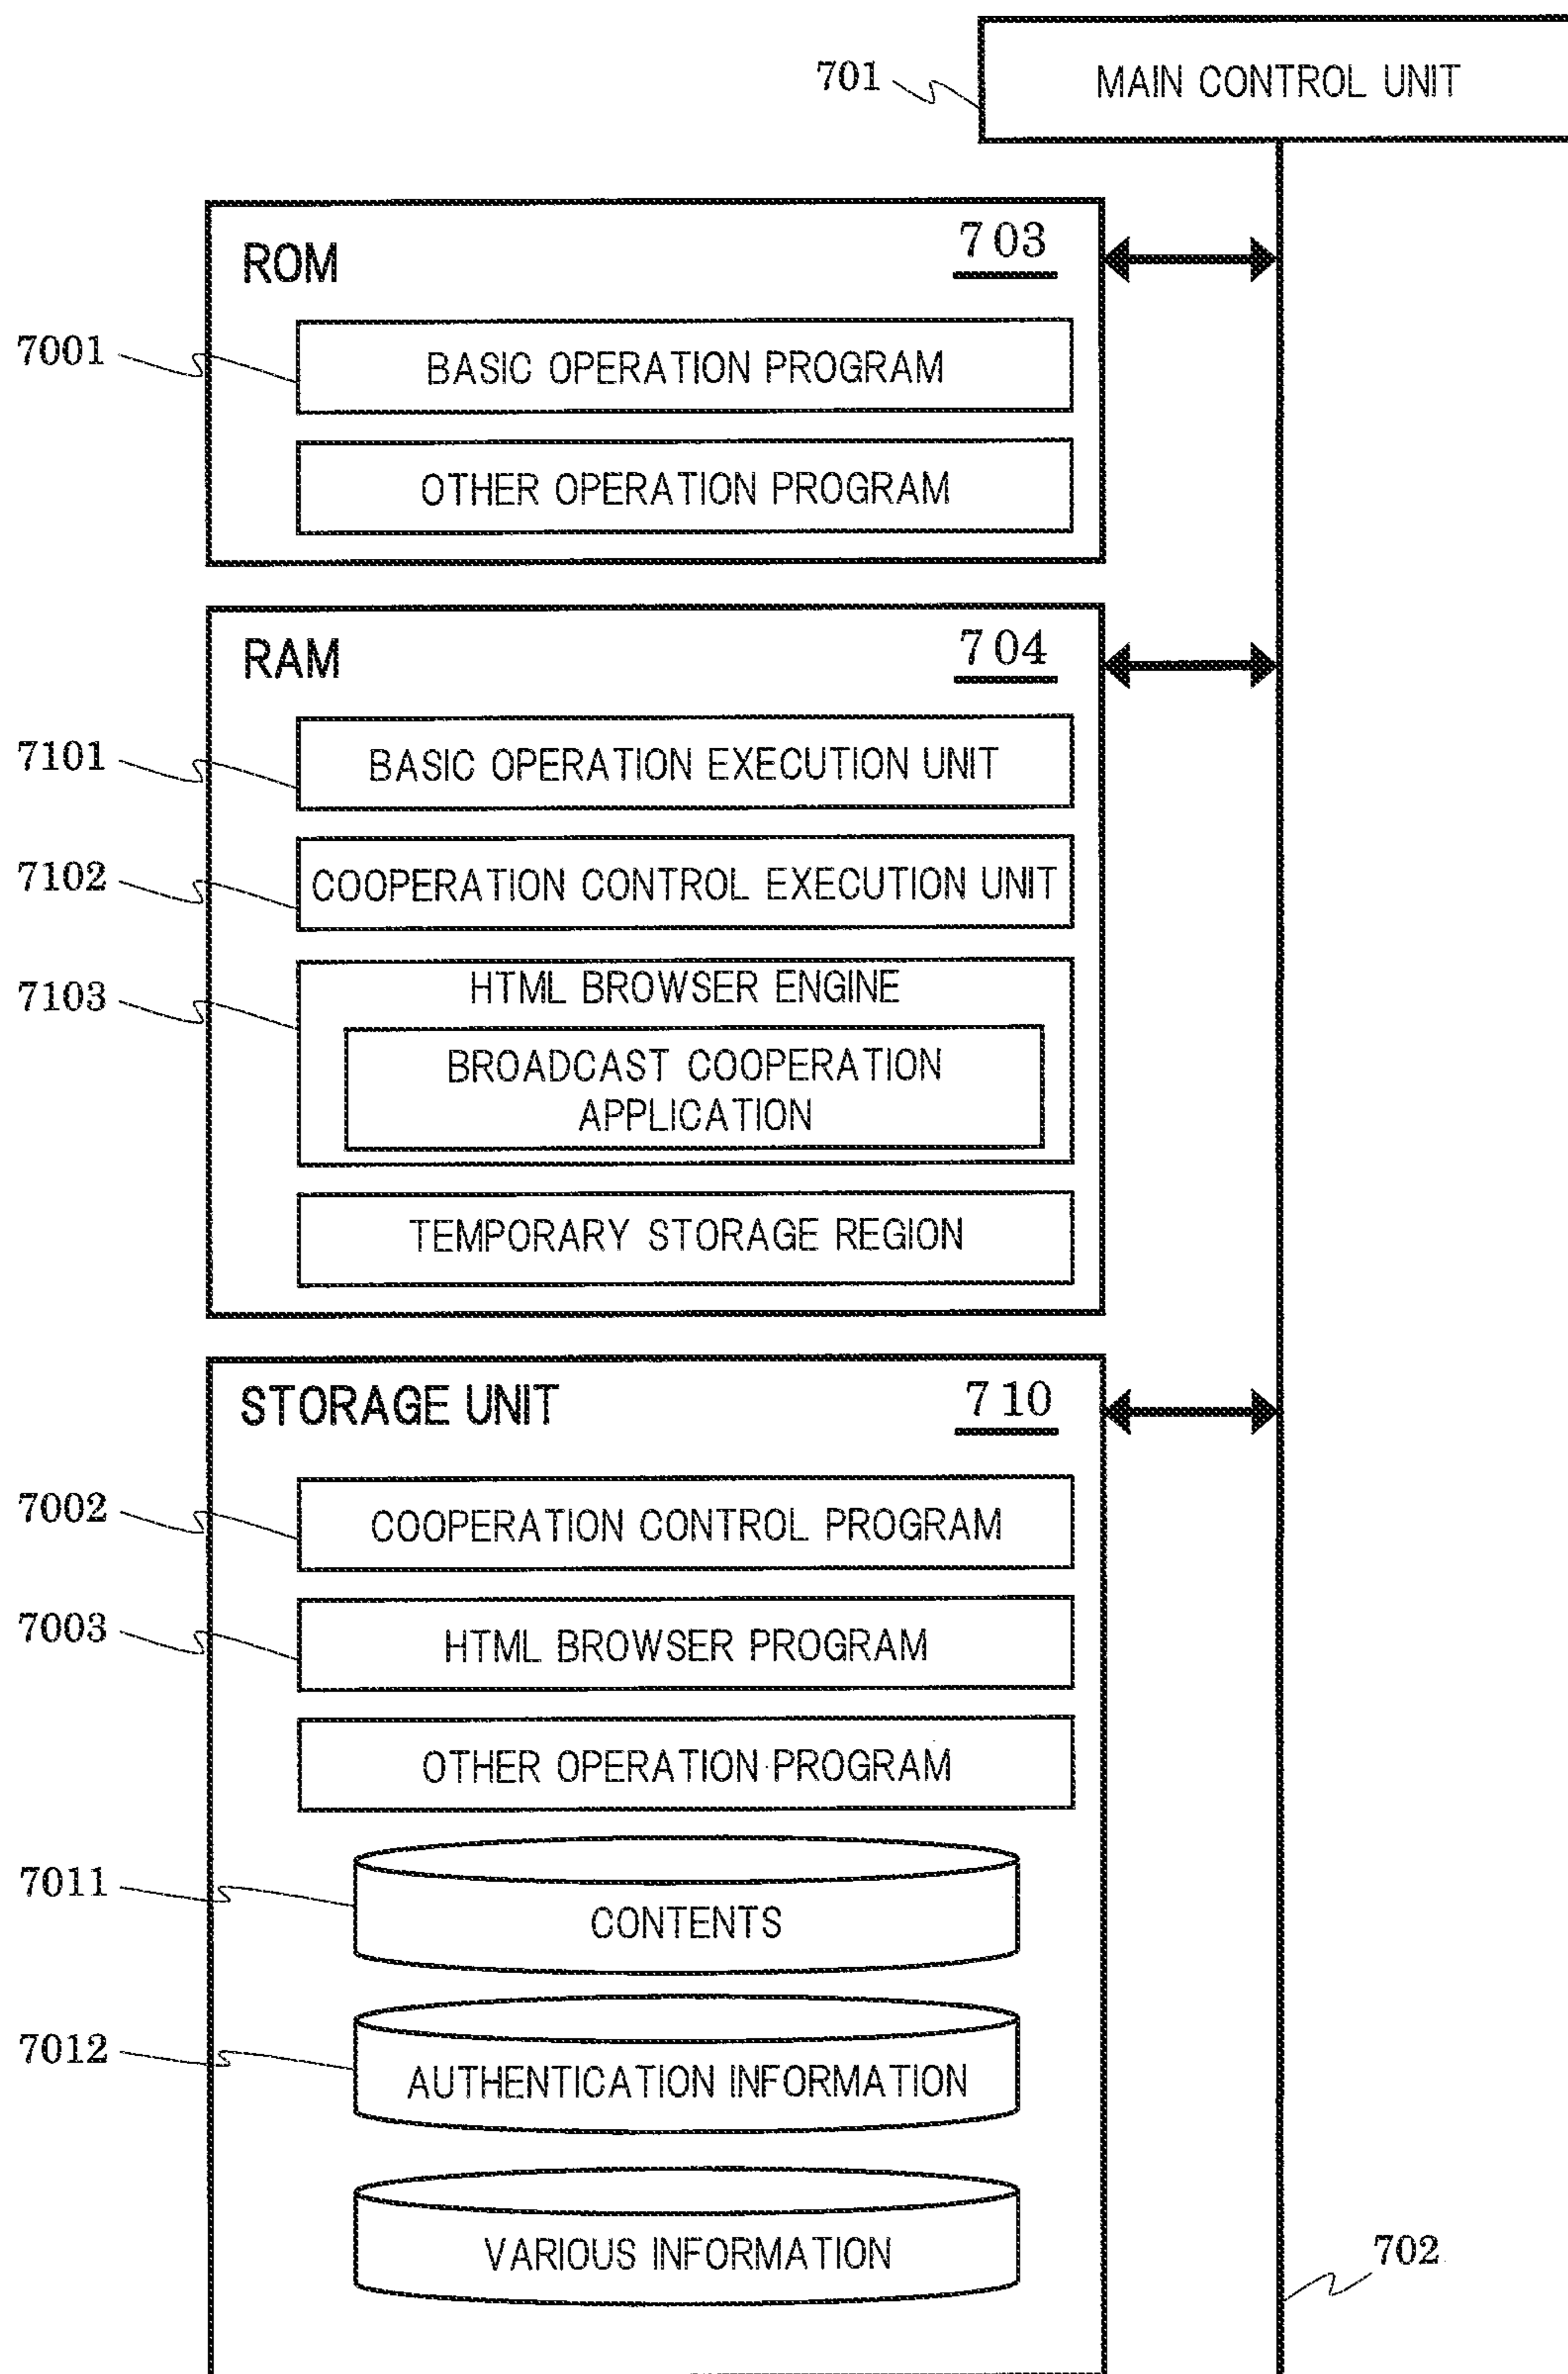 701 MAIN CONTROL UNIT
ROM 703
7001 BASIC OPERATION PROGRAM
OTHER OPERATION PROGRAM
RAM 704
7101 BASIC OPERATION EXECUTION UNIT
7102 COOPERATION CONTROL EXECUTION UNIT
7103 HTML BROWSER ENGINE
BROADCAST COOPERATION
APPLICATION
TEMPORARY STORAGE REGION
STORAGE UNIT 710
7002 COOPERATION CONTROL PROGRAM
7003 HTML BROWSER PROGRAM
OTHER OPERATION PROGRAM
7011 CONTENTS
7012 AUTHENTICATION INFORMATION
VARIOUS INFORMATION
702